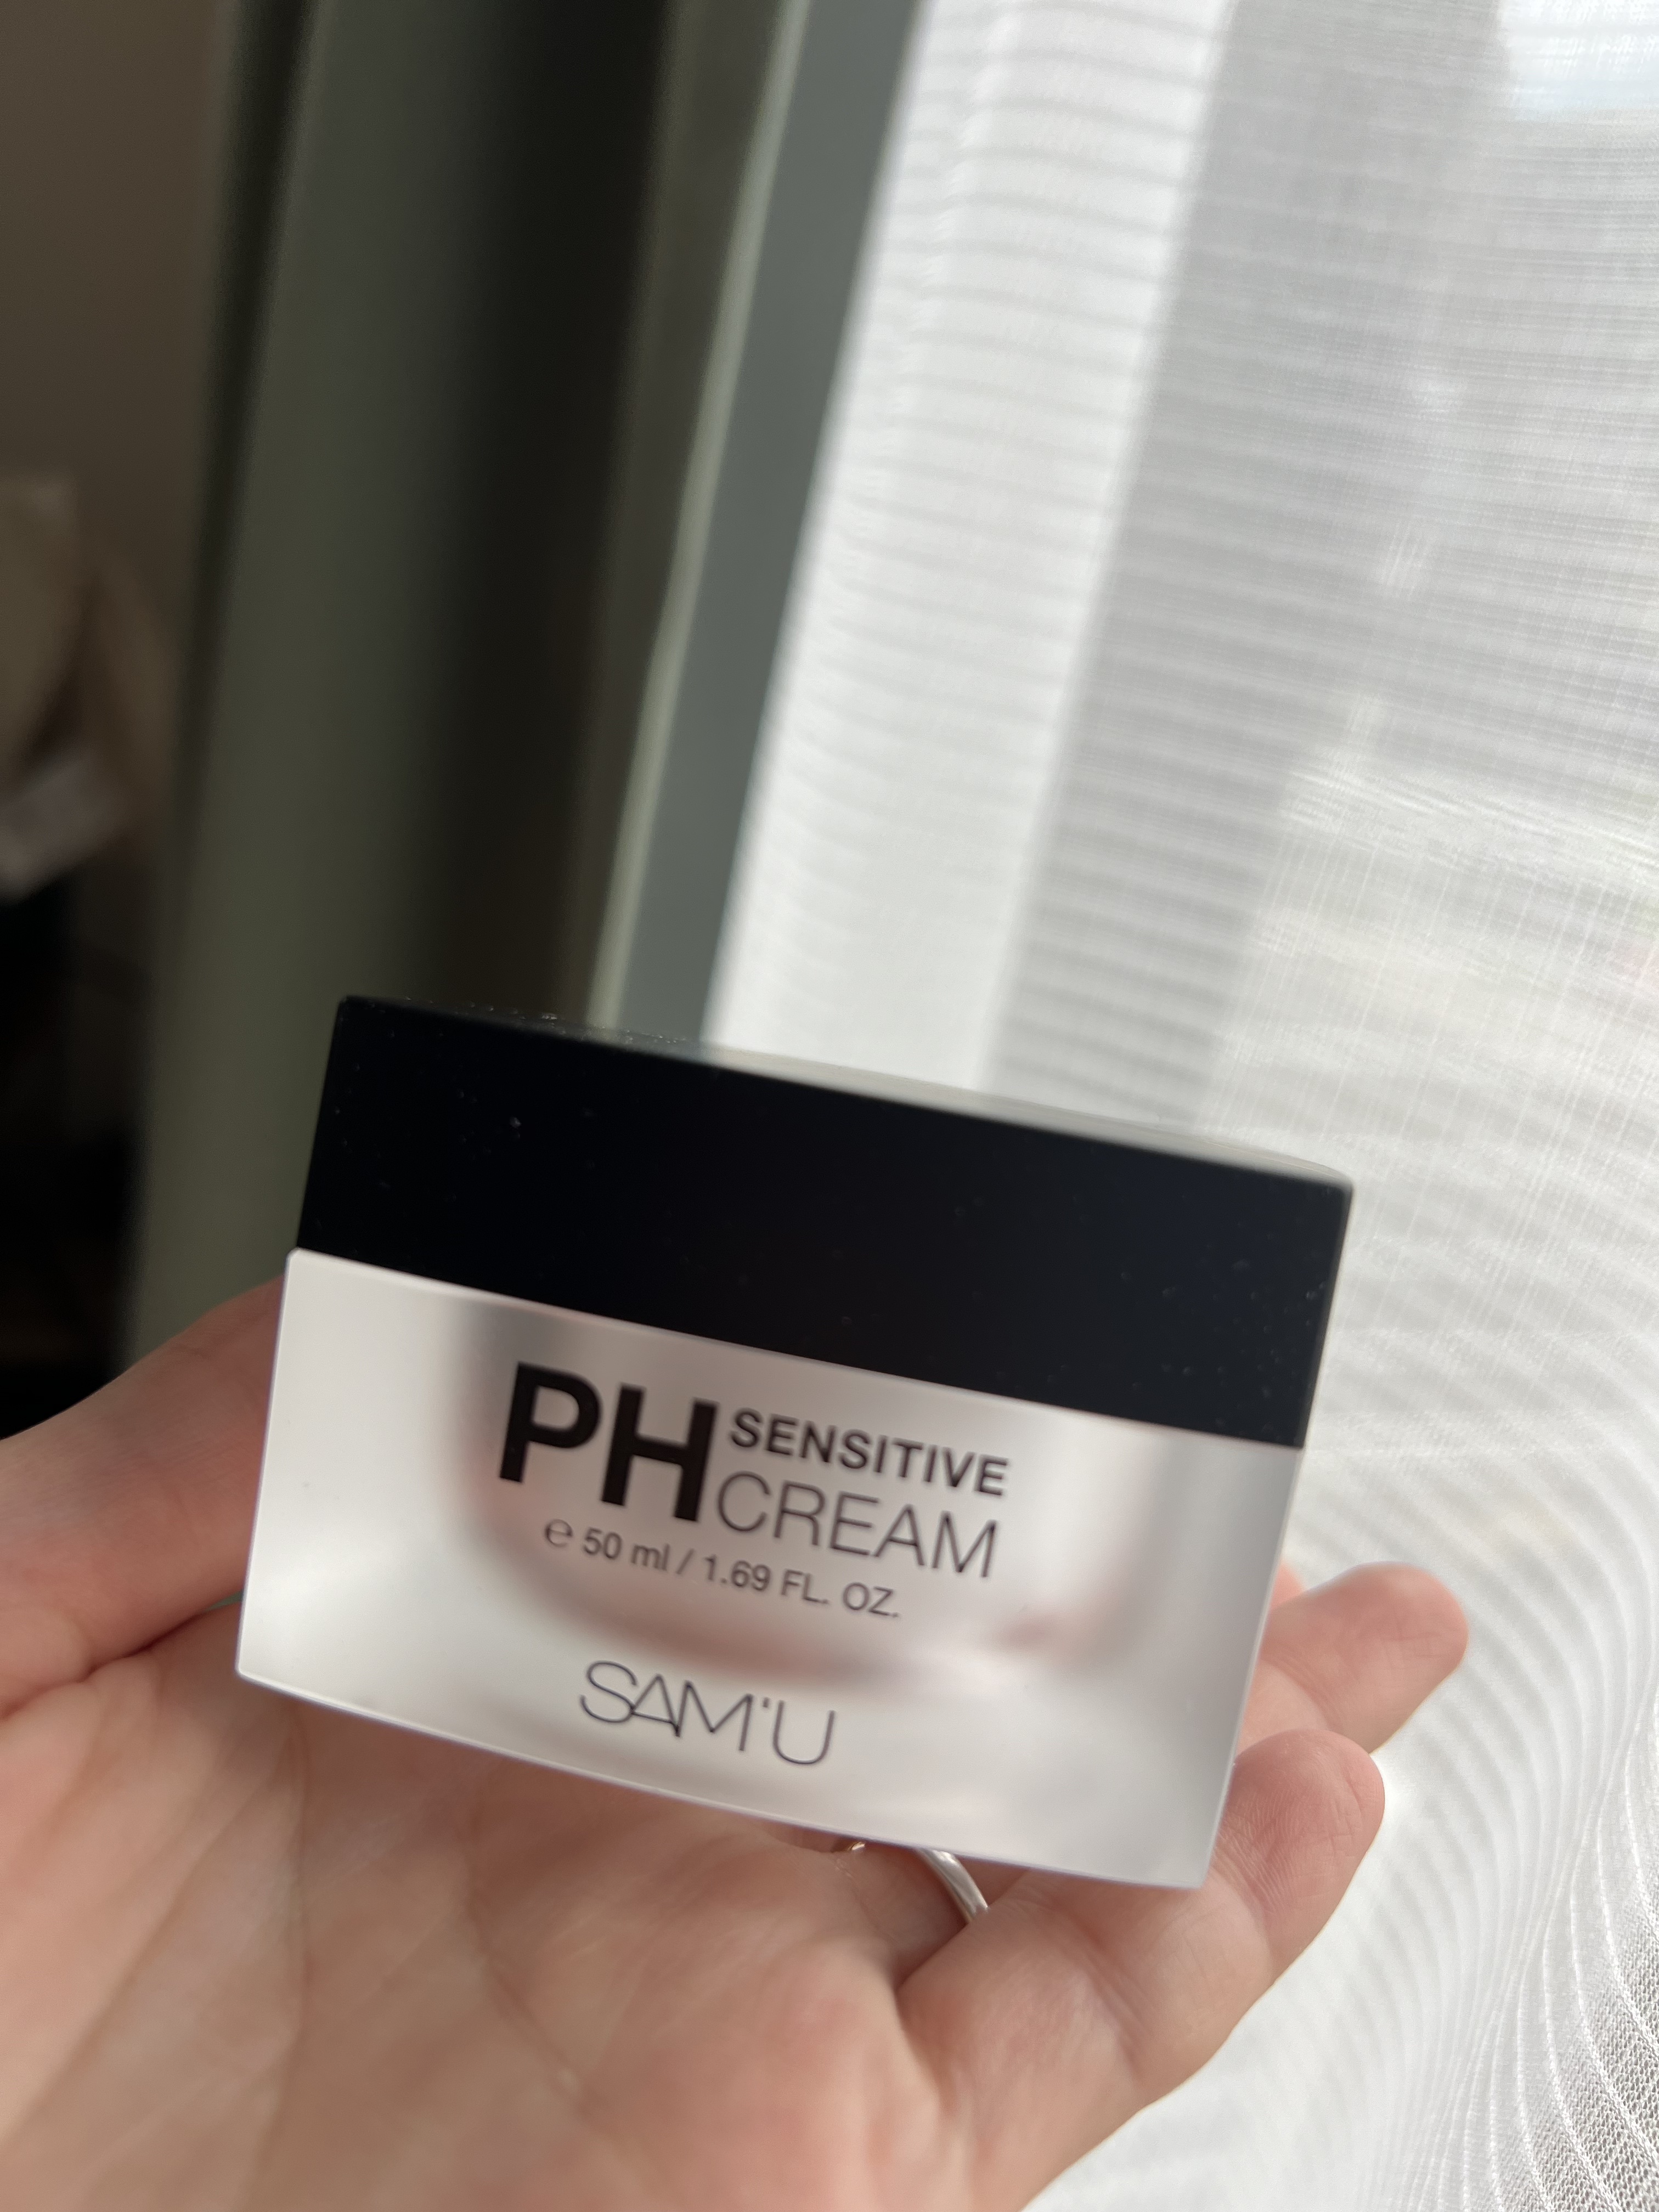 PH SENSITIVE
CREAM
℮ 50 ml / 1.69 FL. OZ.
SAM'U